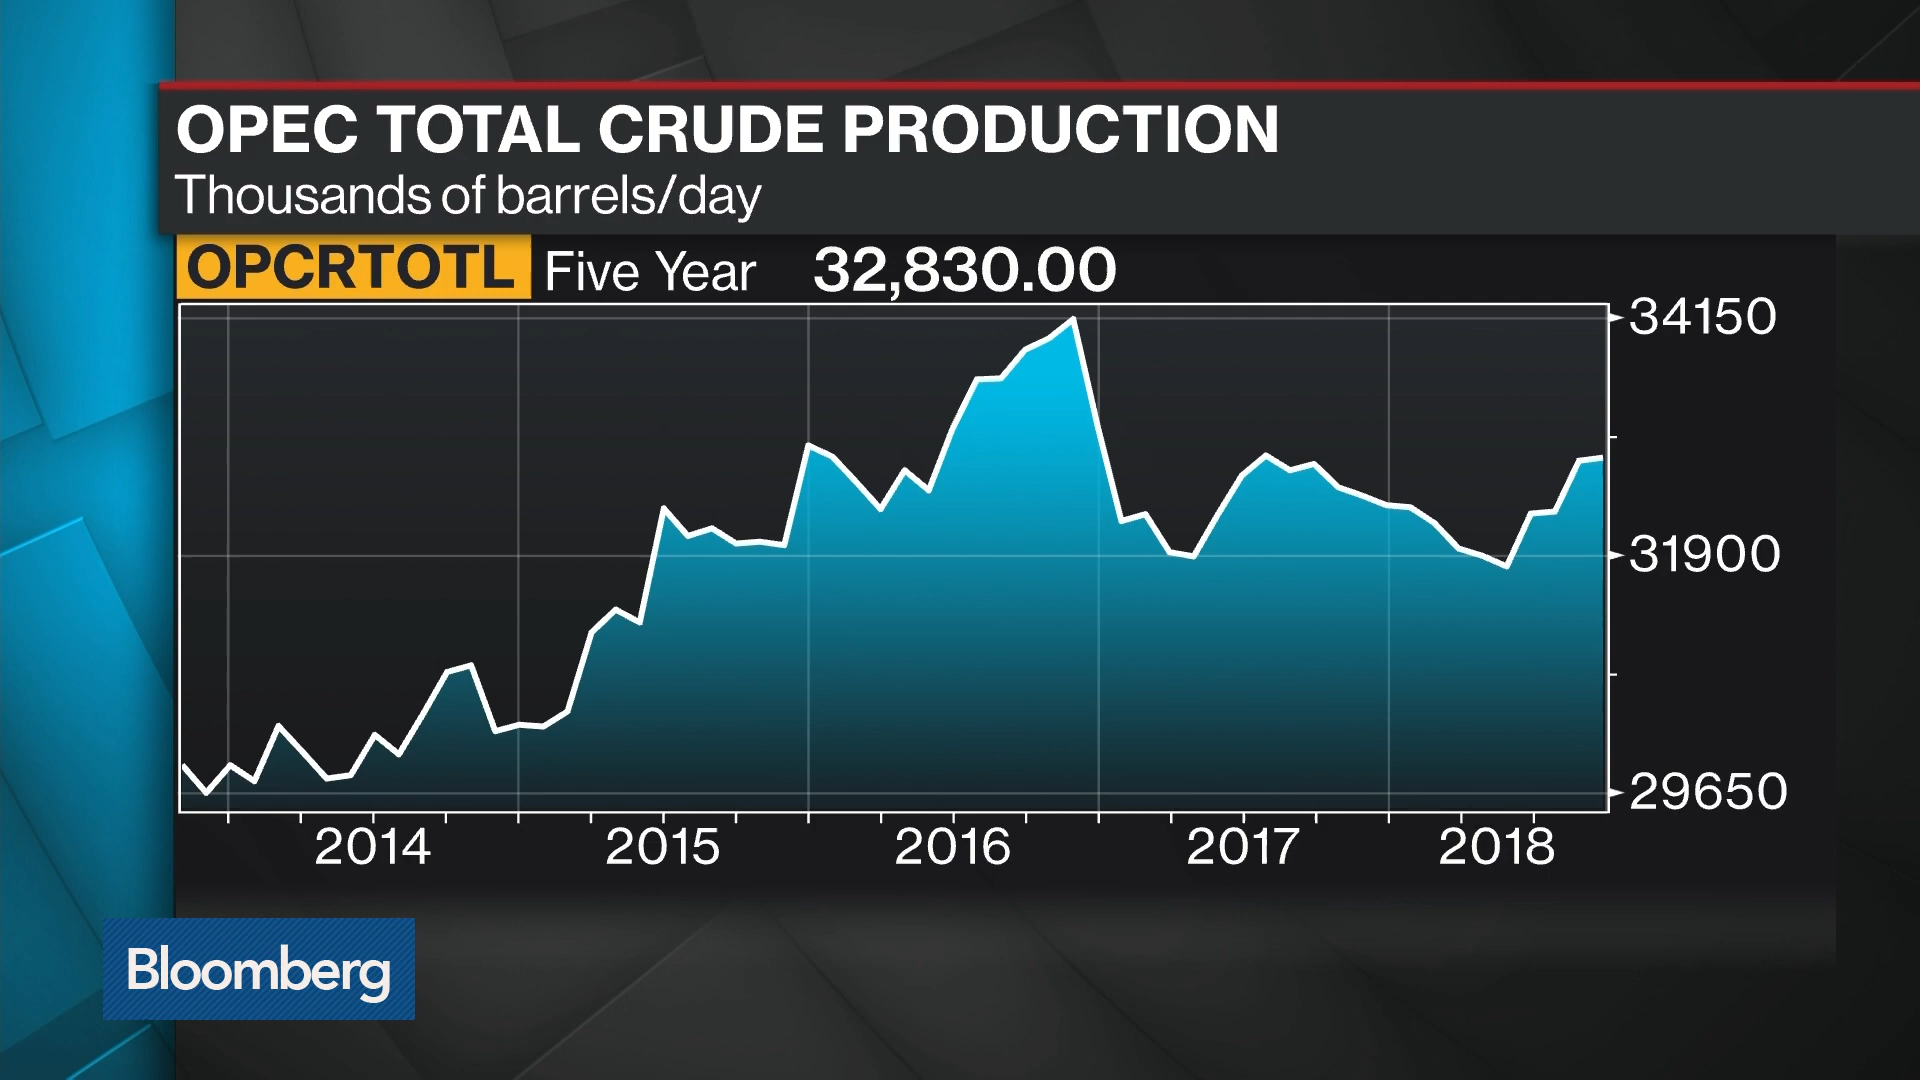 OPEC TOTAL CRUDE PRODUCTION
Thousands of barrels/day
OPCRTOTL Five Year 32,830.00
34150
31900
29650
2014 2015 2016 2017 2018
Bloomberg